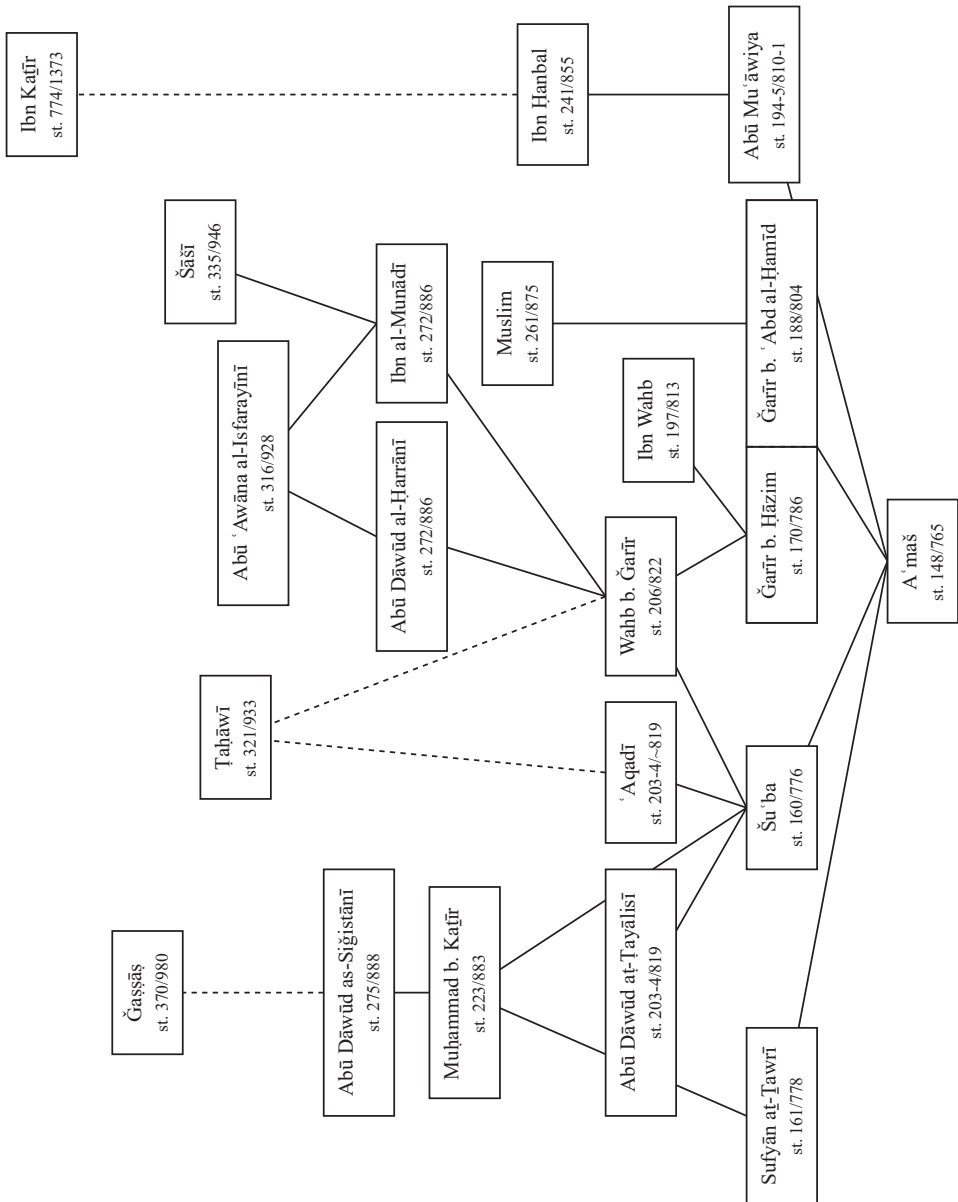 Ibn Kaṯīr
st. 774/1373
Šāšī
st. 335/946
Abū ʿAwāna al-Isfarayīnī
st. 316/928
Ṭaḥāwī
st. 321/933
Ǧaṣṣāṣ
st. 370/980
Abū Dāwūd as-Siǧistānī
st. 275/888
Ibn al-Munādī
st. 272/886
Abū Dāwūd al-Ḥarrānī
st. 272/886
Muḥammad b. Kaṯīr
st. 223/883
Ibn Ḥanbal
st. 241/855
Muslim
st. 261/875
Ibn Wahb
st. 197/813
Wahb b. Ǧarīr
st. 206/822
ʿAqadī
st. 203-4/~819
Abū Dāwūd aṭ-Ṭayālisī
st. 203-4/819
Abū Muʿāwiya
st. 194-5/810-1
Ǧarīr b. ʿAbd al-Ḥamīd
st. 188/804
Ǧarīr b. Ḥāzim
st. 170/786
Šuʿba
st. 160/776
Sufyān aṯ-Ṯawrī
st. 161/778
Aʿmaš
st. 148/765